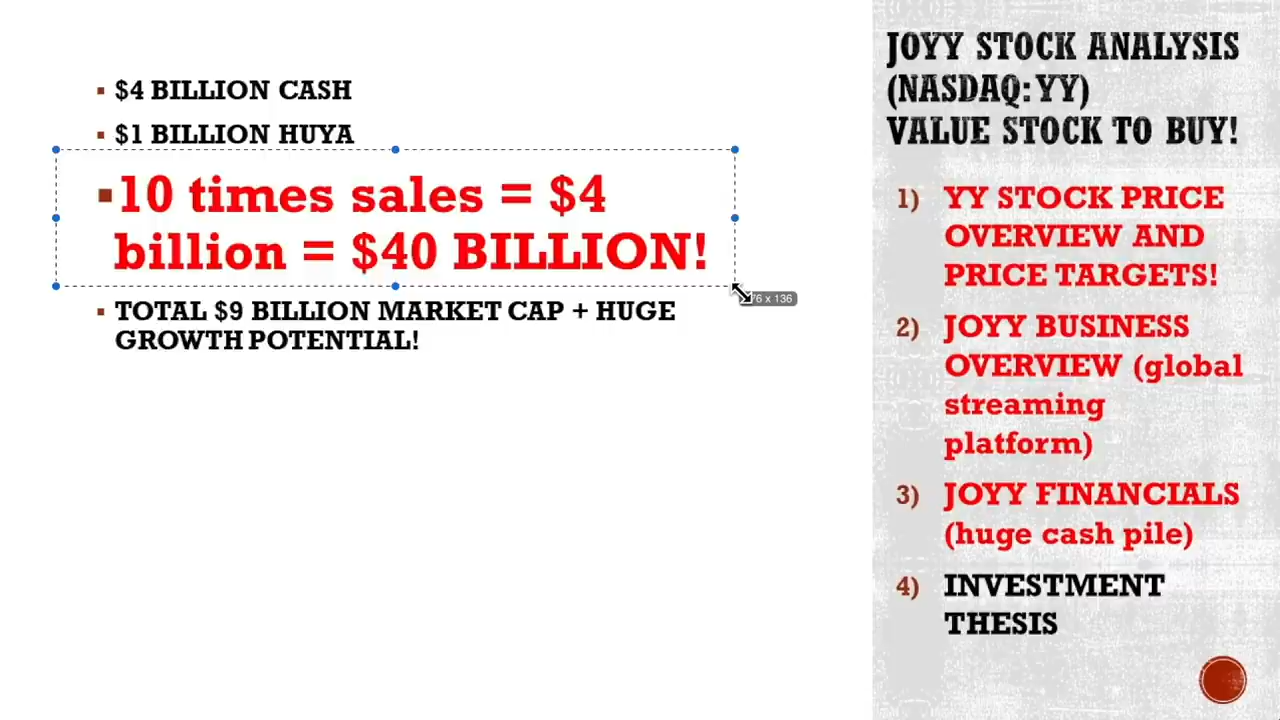 $4 BILLION CASH
$1 BILLION HUYA
10 times sales = $4
billion = $40 BILLION!
TOTAL $9 BILLION MARKET CAP + HUGE
GROWTH POTENTIAL!
JOYY STOCK ANALYSIS
(NASDAQ: YY)
VALUE STOCK TO BUY!
1) YY STOCK PRICE
OVERVIEW AND
PRICE TARGETS!
2) JOYY BUSINESS
OVERVIEW (global
streaming
platform)
3) JOYY FINANCIALS
(huge cash pile)
4) INVESTMENT
THESIS